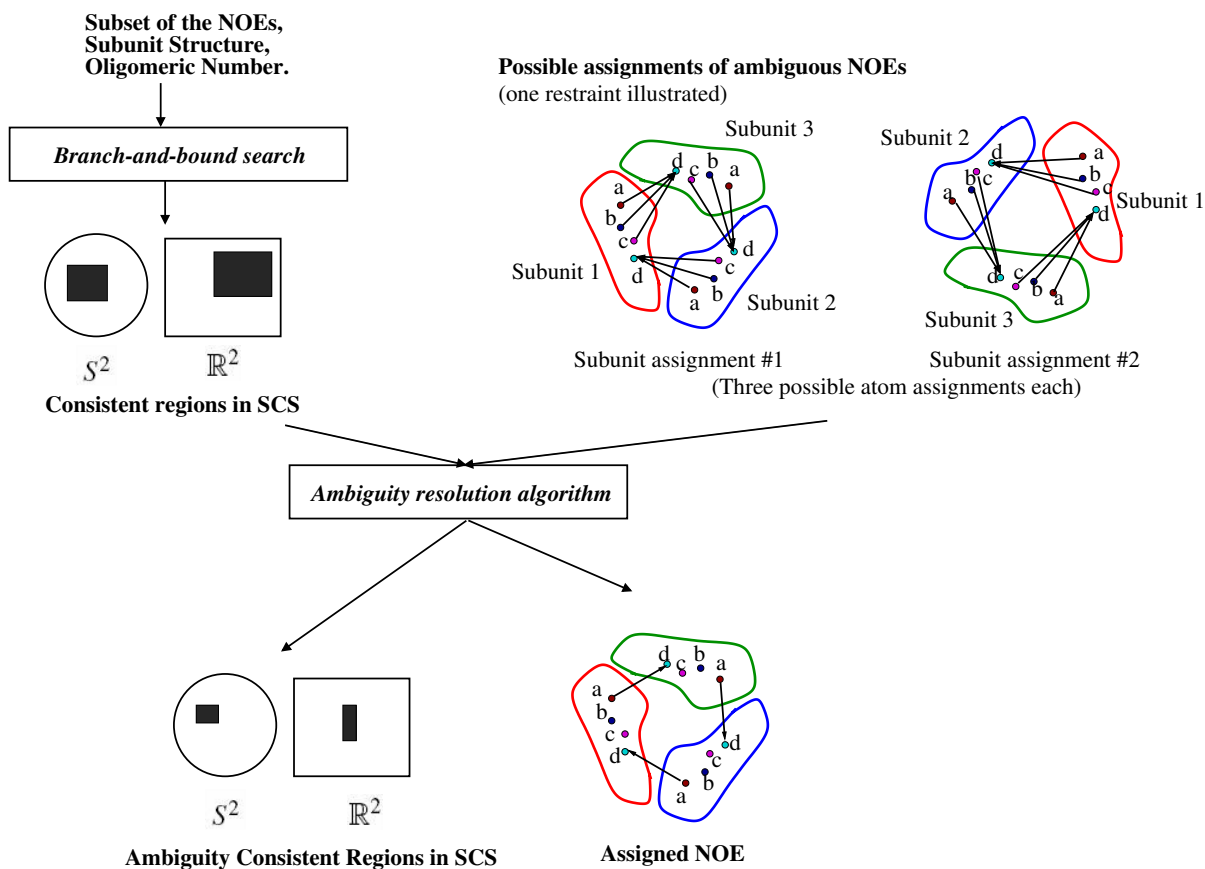 Subset of the NOEs,
Subunit Structure,
Oligomeric Number.
Branch-and-bound search
S²
ℝ²
Consistent regions in SCS
Possible assignments of ambiguous NOEs
(one restraint illustrated)
Subunit 3
d
c
b
a
a
b
c
d
Subunit 1
d
c
b
a
Subunit 2
Subunit assignment #1
Subunit 2
d
b
c
a
a
b
c
d
Subunit 1
d
c
b
a
Subunit 3
Subunit assignment #2
(Three possible atom assignments each)
Ambiguity resolution algorithm
S²
ℝ²
Ambiguity Consistent Regions in SCS
d
c
b
a
a
b
c
d
d
c
b
a
Assigned NOE